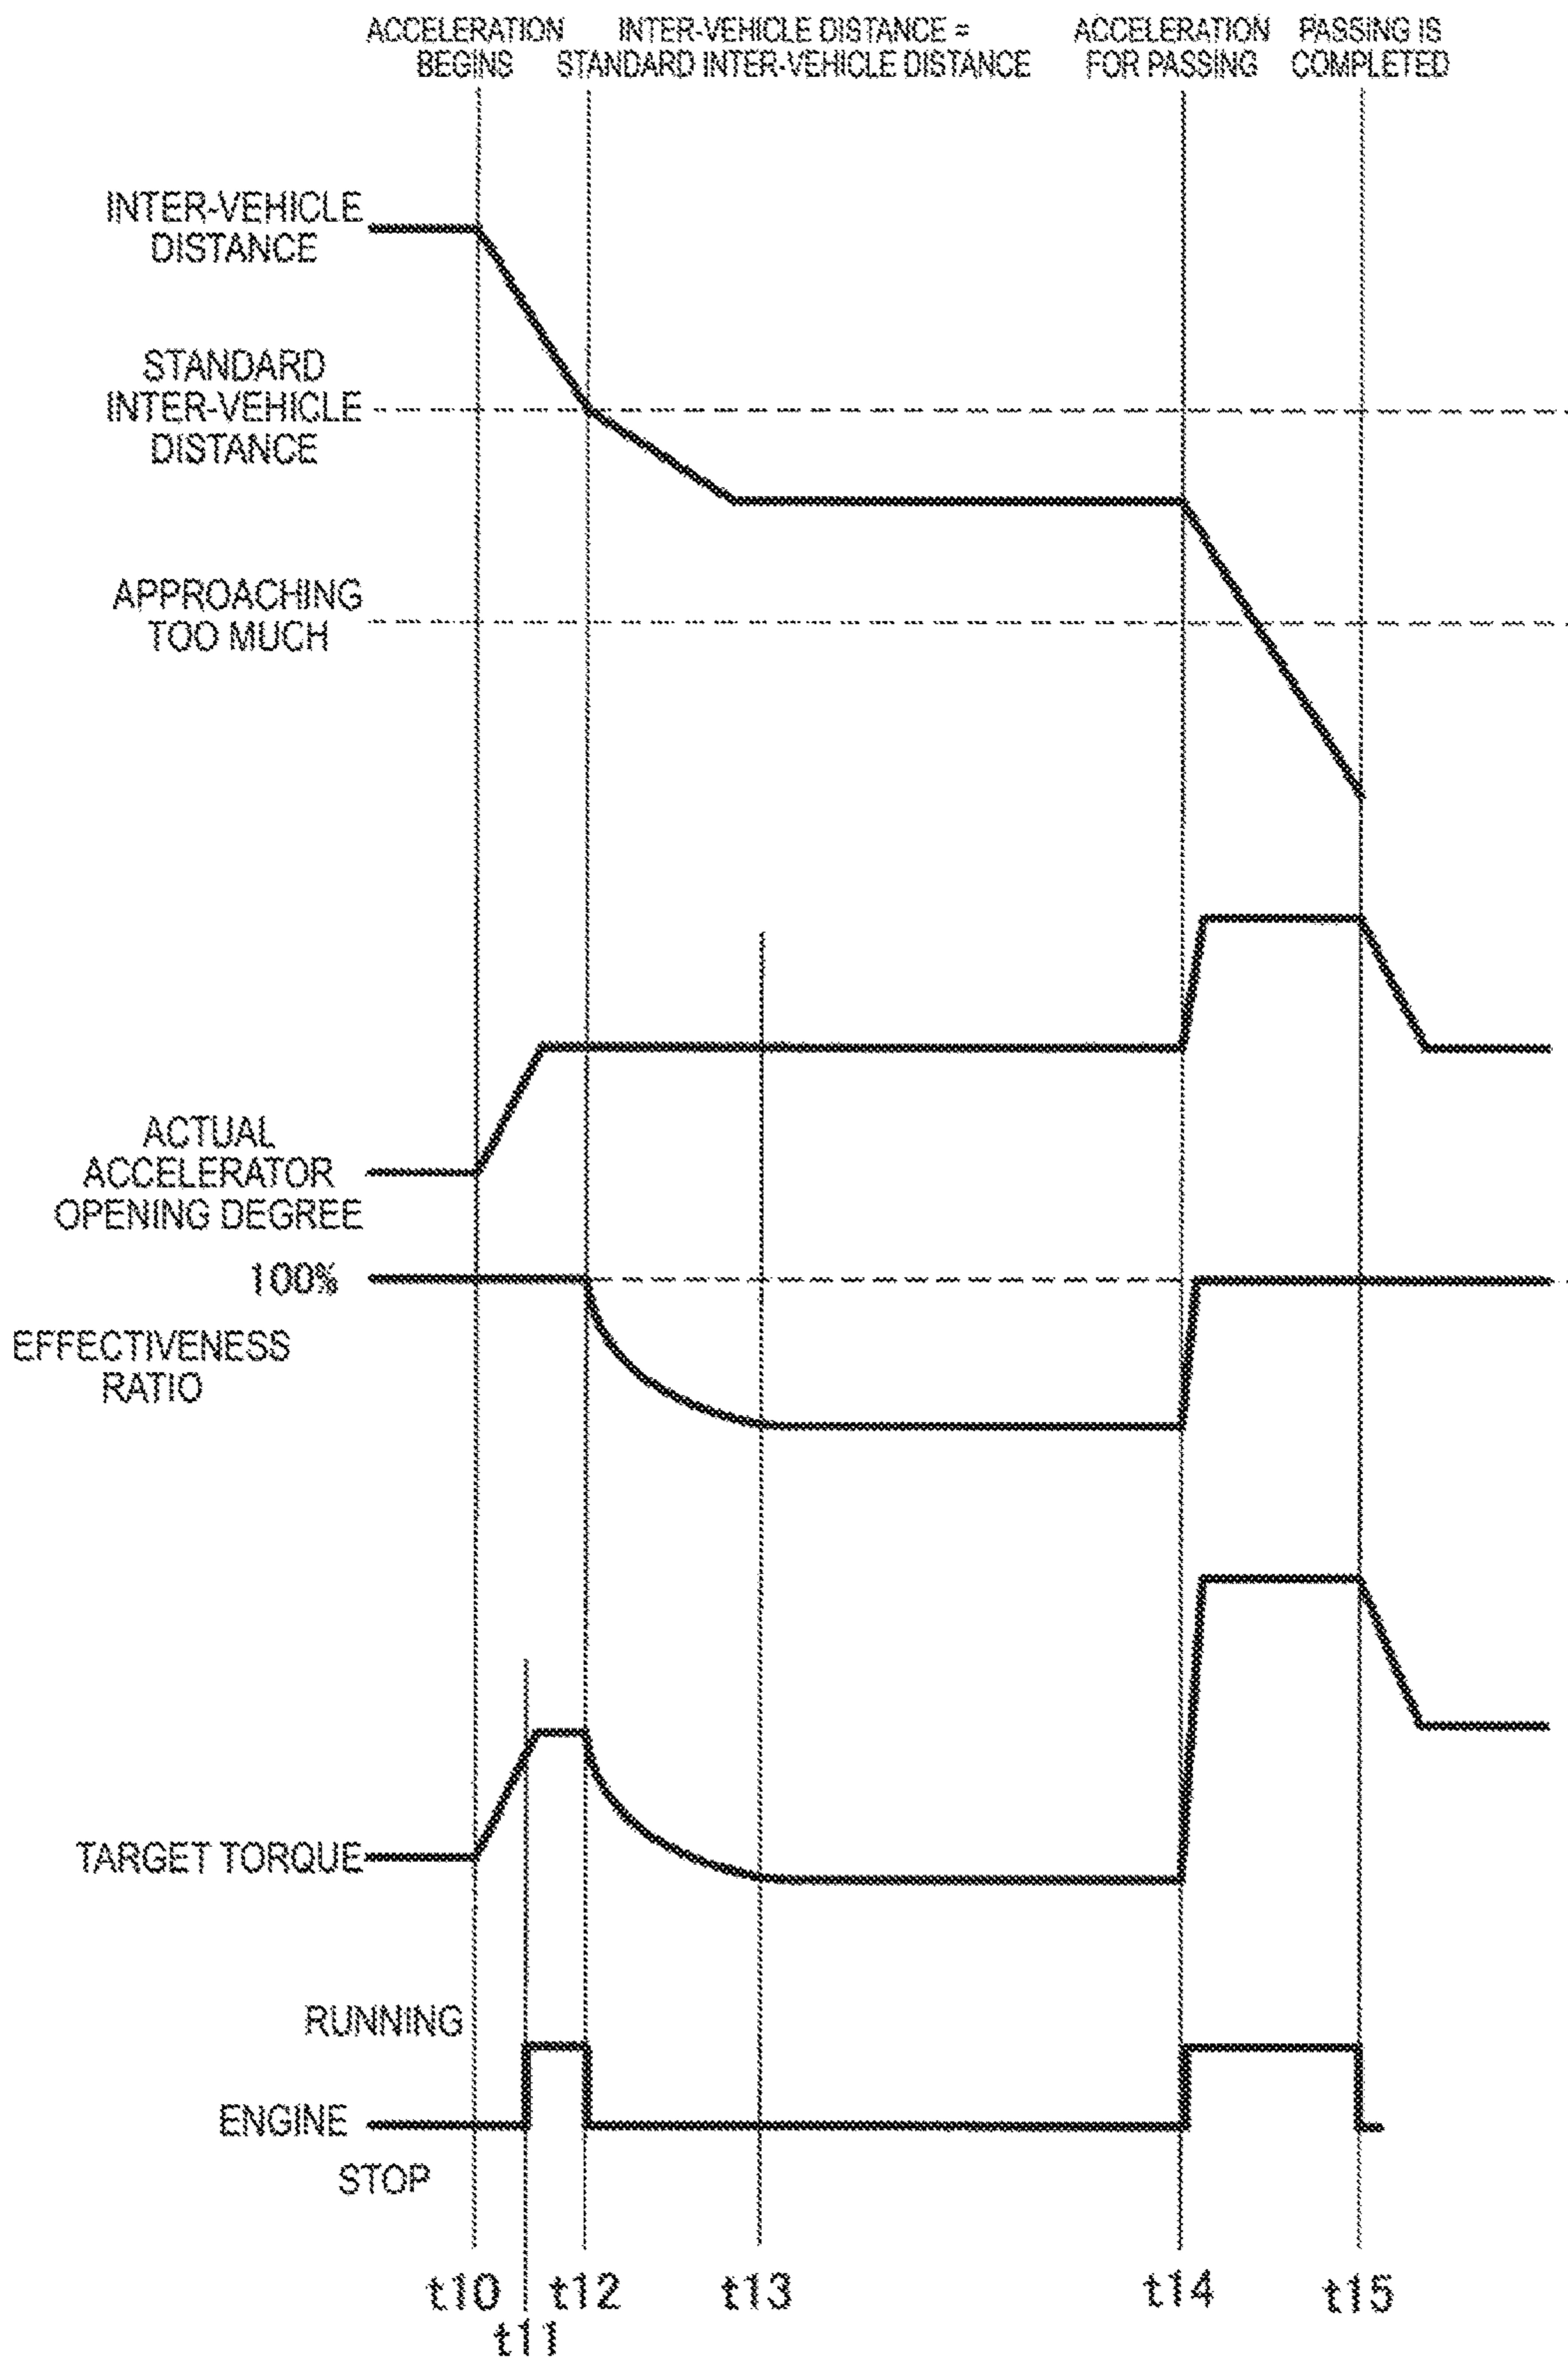 ACCELERATION
BEGINS
INTER-VEHICLE DISTANCE =
STANDARD INTER-VEHICLE DISTANCE
ACCELERATION
FOR PASSING
PASSING IS
COMPLETED
INTER-VEHICLE
DISTANCE
STANDARD
INTER-VEHICLE
DISTANCE
APPROACHING
TOO MUCH
ACTUAL
ACCELERATOR
OPENING DEGREE
100%
EFFECTIVENESS
RATIO
TARGET TORQUE
RUNNING
ENGINE
STOP
t10
t11
t12
t13
t14
t15